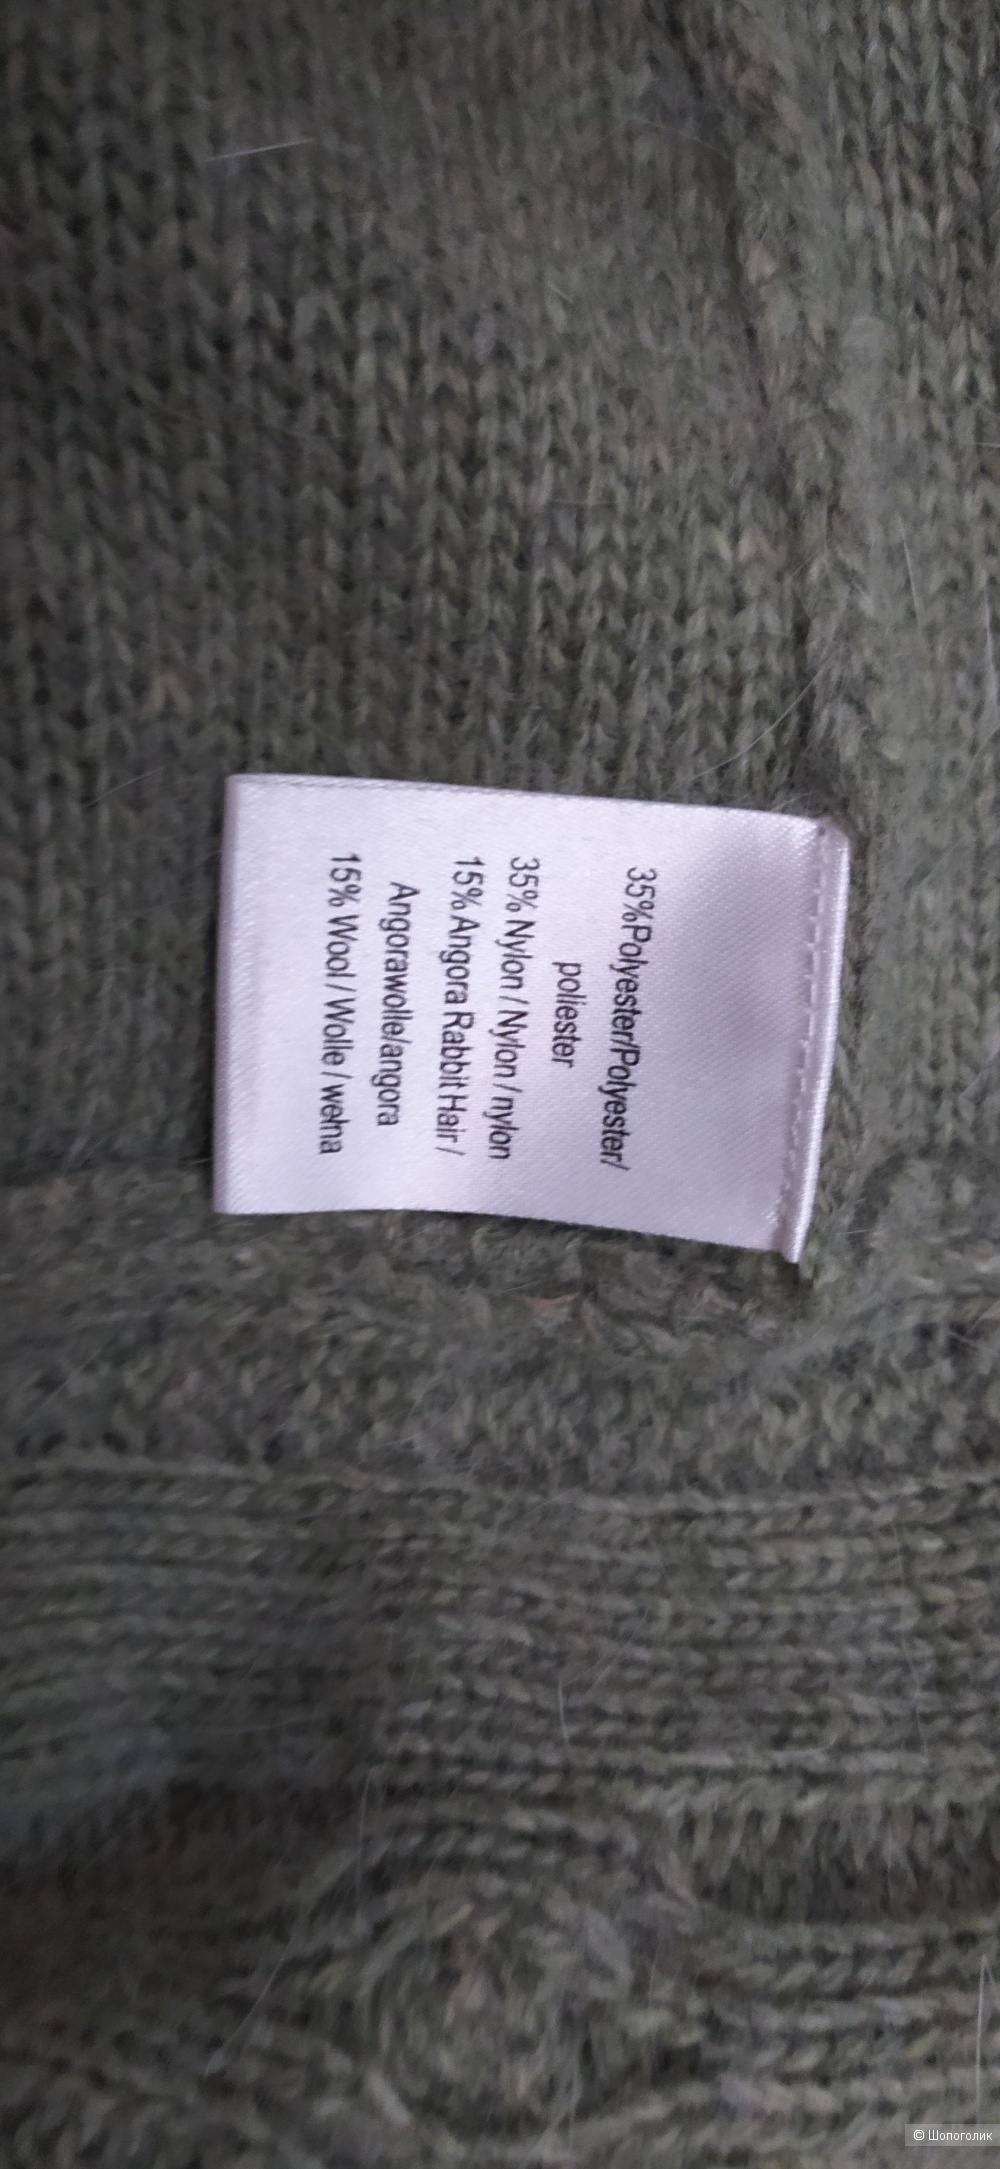 35%Polyester/Polyester/
poliester
35% Nylon / Nylon / nylon
15% Angora Rabbit Hair /
Angorawolle/angora
15% Wool / Wolle / wełna
© Шопоголик